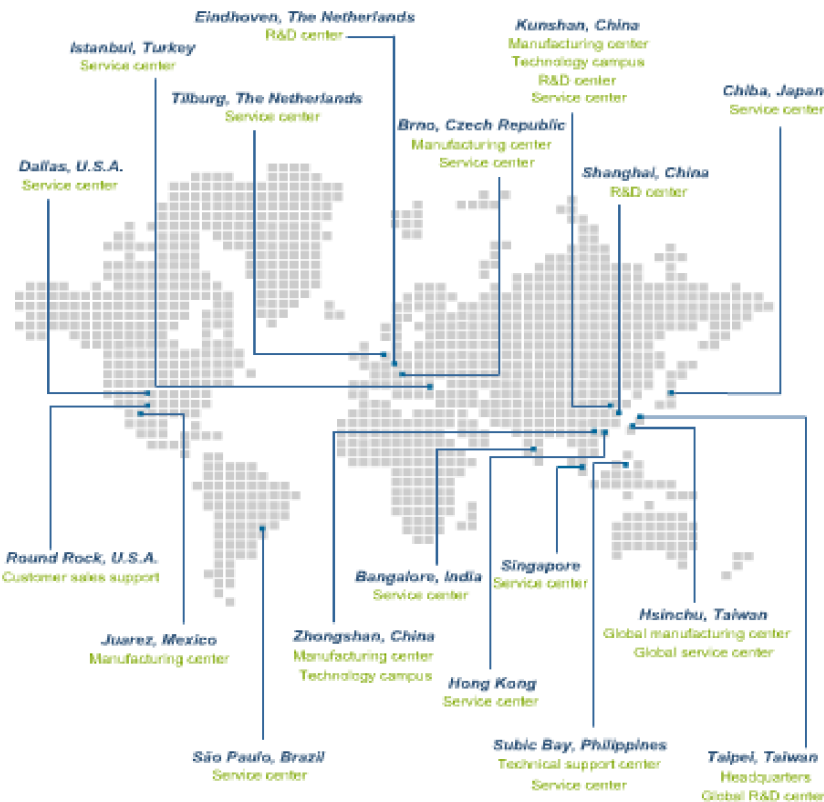 Eindhoven, The Netherlands
R&D center
Istanbul, Turkey
Service center
Kunshan, China
Manufacturing center
Technology campus
R&D center
Service center
Tilburg, The Netherlands
Service center
Chiba, Japan
Service center
Brno, Czech Republic
Manufacturing center
Service center
Dallas, U.S.A.
Service center
Shanghai, China
R&D center
Round Rock, U.S.A.
Customer sales support
Bangalore, India
Service center
Singapore
Service center
Juarez, Mexico
Manufacturing center
Zhongshan, China
Manufacturing center
Technology campus
Hsinchu, Taiwan
Global manufacturing center
Global service center
Hong Kong
Service center
São Paulo, Brazil
Service center
Subic Bay, Philippines
Technical support center
Service center
Taipei, Taiwan
Headquarters
Global R&D center